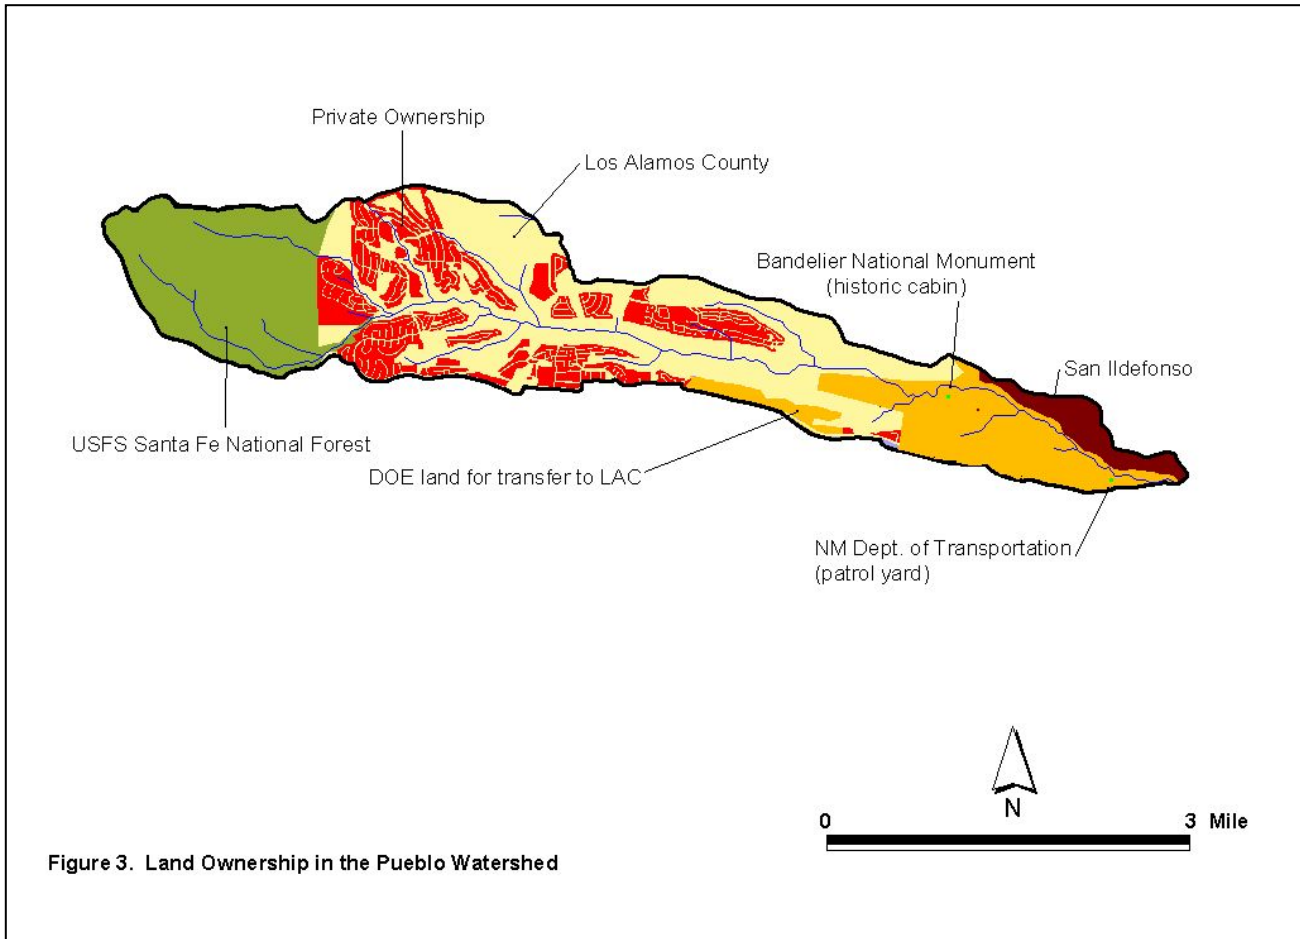 Private Ownership
Los Alamos County
Bandelier National Monument
(historic cabin)
San Ildefonso
USFS Santa Fe National Forest
DOE land for transfer to LAC
NM Dept. of Transportation
(patrol yard)
N
0 3 Mile
Figure 3. Land Ownership in the Pueblo Watershed